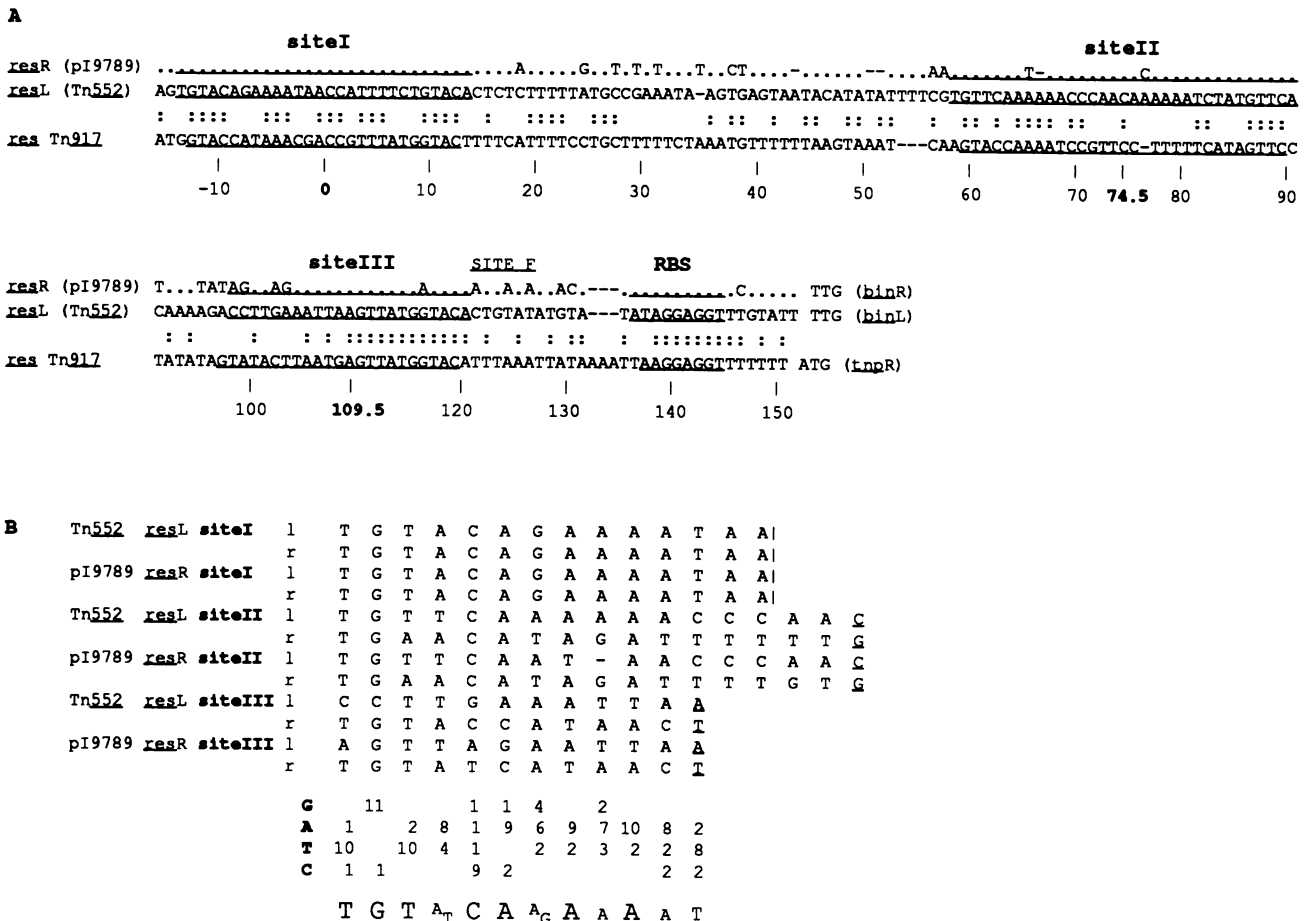 A
siteI siteII
resR (pI9789) ...............................A.....G..T.T.T...T..CT....-......--....AA.......T-.........C..............
resL (Tn552) AGTGTACAGAAAATAACCATTTTCTGTACACTCTCTTTTTATGCCGAAATA-AGTGAGTAATACATATATTTTCGTGTTCAAAAAACCCAACAAAAAATCTATGTTCA
res Tn917 ATGGTACCATAAACGACCGTTTATGGTACTTTTCATTTTCCTGCTTTTTCTAAATGTTTTTTAAGTAAAT---CAAGTACCAAAATCCGTTCC-TTTTTCATAGTTCC
-10 0 10 20 30 40 50 60 70 74.5 80 90
siteIII SITE F RBS
resR (pI9789) T...TATAG..AG............A....A..A.A..AC.---...........C..... TTG (binR)
resL (Tn552) CAAAAGACCTTGAAATTAAGTTATGGTACACTGTATATGTA---TATAGGAGGTTTGTATT TTG (binL)
res Tn917 TATATAGTATACTTAATGAGTTATGGTACATTTAAATTATAAAATTAAGGAGGTTTTTTT ATG (tnpR)
100 109.5 120 130 140 150
B Tn552 resL siteI l T G T A C A G A A A A T A A|
r T G T A C A G A A A A T A A|
pI9789 resR siteI l T G T A C A G A A A A T A A|
r T G T A C A G A A A A T A A|
Tn552 resL siteII l T G T T C A A A A A A C C C A A C
r T G A A C A T A G A T T T T T T G
pI9789 resR siteII l T G T T C A A T - A A C C C A A C
r T G A A C A T A G A T T T T G T G
Tn552 resL siteIII l C C T T G A A A T T A A
r T G T A C C A T A A C T
pI9789 resR siteIII l A G T T A G A A T T A A
r T G T A T C A T A A C T
G 11 1 1 4 2
A 1 2 8 1 9 6 9 7 10 8 2
T 10 10 4 1 2 2 3 2 2 8
C 1 1 9 2 2 2
T G T A T C A A G A A A A T